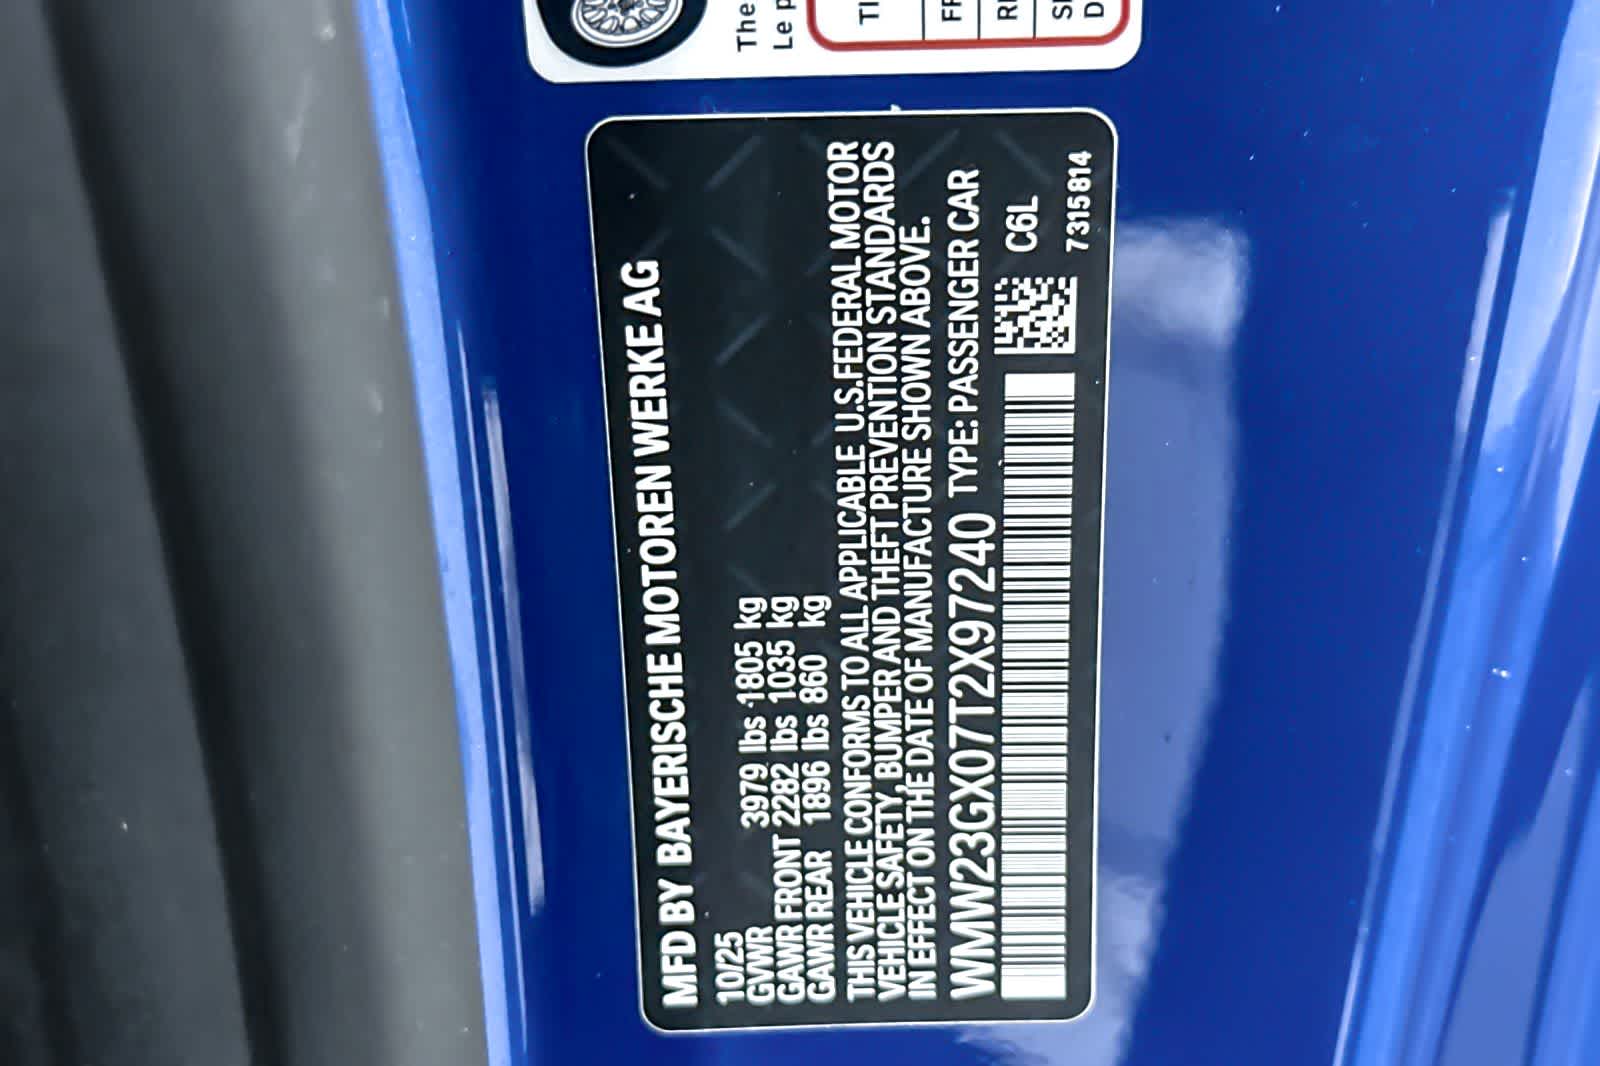 The
Le p
MFD BY BAYERISCHE MOTOREN WERKE AG
10/25
GVWR 3979 lbs 1805 kg
GAWR FRONT 2282 lbs 1035 kg
GAWR REAR 1896 lbs 860 kg
THIS VEHICLE CONFORMS TO ALL APPLICABLE U.S.FEDERAL MOTOR
VEHICLE SAFETY, BUMPER AND THEFT PREVENTION STANDARDS
IN EFFECT ON THE DATE OF MANUFACTURE SHOWN ABOVE.
WMW23GX07T2X97240 TYPE: PASSENGER CAR
C6L
7315814